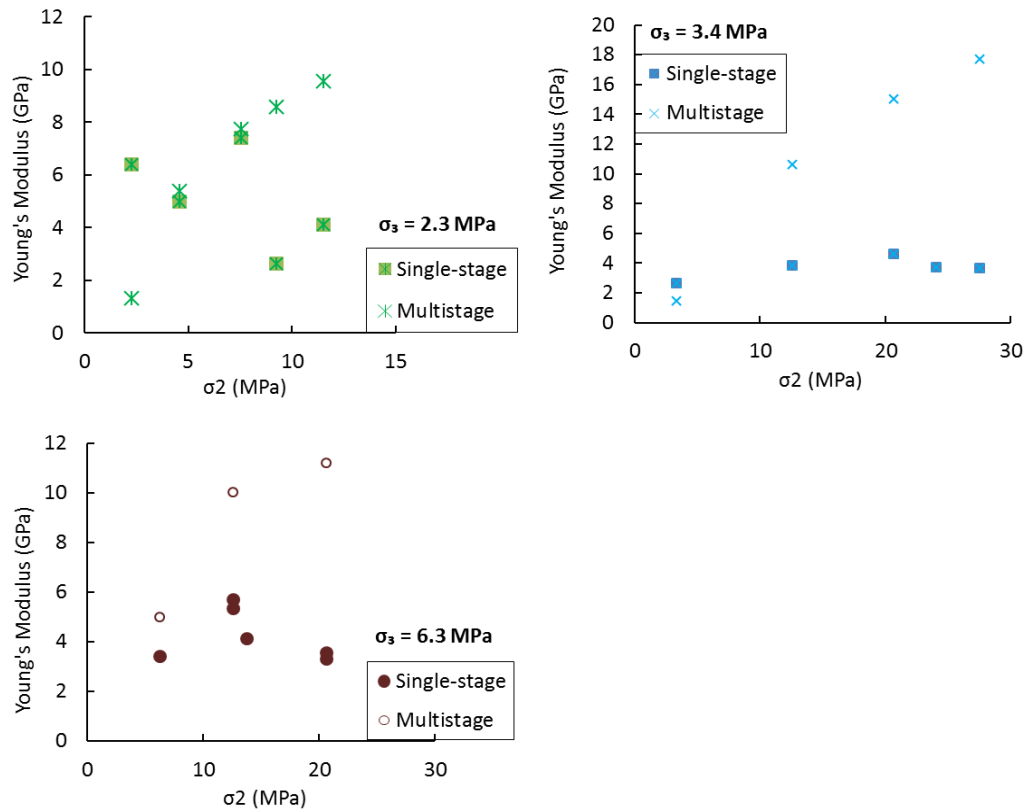 12
10
8
6
4
2
0
Young's Modulus (GPa)
σ₃ = 2.3 MPa
Single-stage
Multistage
0 5 10 15
σ2 (MPa)
20
18
16
14
12
10
8
6
4
2
0
Young's Modulus (GPa)
σ₃ = 3.4 MPa
Single-stage
Multistage
0 10 20 30
σ2 (MPa)
12
10
8
6
4
2
0
Young's Modulus (GPa)
σ₃ = 6.3 MPa
Single-stage
Multistage
0 10 20 30
σ2 (MPa)